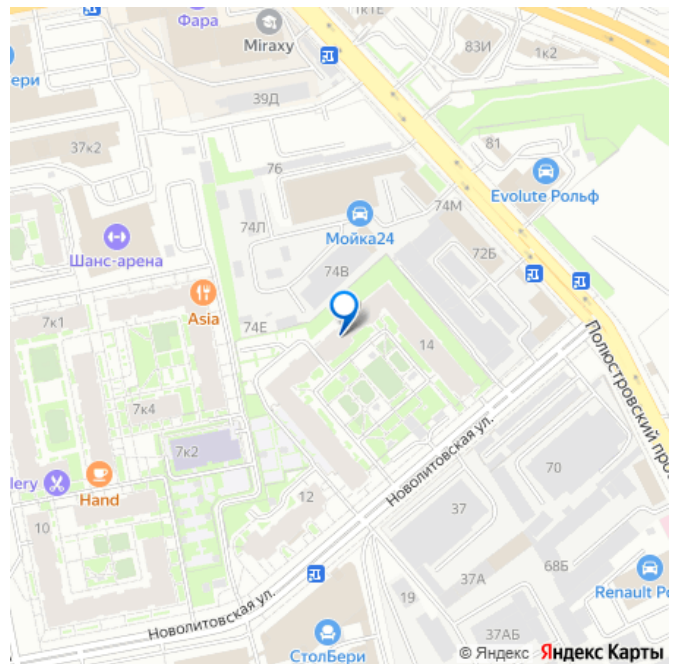 1к1Е
Фара
Miraxy
83И
1к2
ери
39Д
37к2
81
76
Evolute Рольф
74М
74Л
Мойка24
72Б
Шанс-арена
74В
Asia
7к1
74Е
14
Полюстровский про
7к4
7к2
Новолитовская ул.
llery
Hand
12
70
10
37
37А
68Б
19
Renault Ро
Новолитовская ул.
37АБ
СтолБери
© Яндекс Яндекс Карты